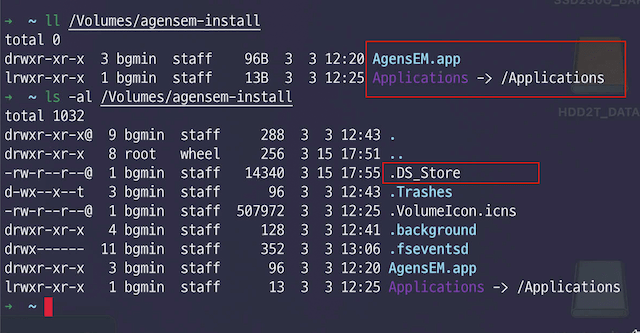 SSD250G_BA
➜ ~ ll /Volumes/agensem-install
total 0
drwxr-xr-x 3 bgmin staff 96B 3 3 12:20 AgensEM.app
lrwxr-xr-x 1 bgmin staff 13B 3 3 12:25 Applications -> /Applications
➜ ~ ls -al /Volumes/agensem-install
HDD2T_DATA
total 1032
drwxr-xr-x@ 9 bgmin staff 288 3 3 12:43 .
drwxr-xr-x 8 root wheel 256 3 15 17:51 ..
-rw-r--r--@ 1 bgmin staff 14340 3 15 17:55 .DS_Store
d-wx--x--t 3 bgmin staff 96 3 3 12:43 .Trashes
-rw-r--r--@ 1 bgmin staff 507972 3 3 12:25 .VolumeIcon.icns
drwxr-xr-x 4 bgmin staff 128 3 3 12:41 .background
drwx------ 11 bgmin staff 352 3 3 13:06 .fseventsd
drwxr-xr-x 3 bgmin staff 96 3 3 12:20 AgensEM.app
lrwxr-xr-x 1 bgmin staff 13 3 3 12:25 Applications -> /Applications
➜ ~